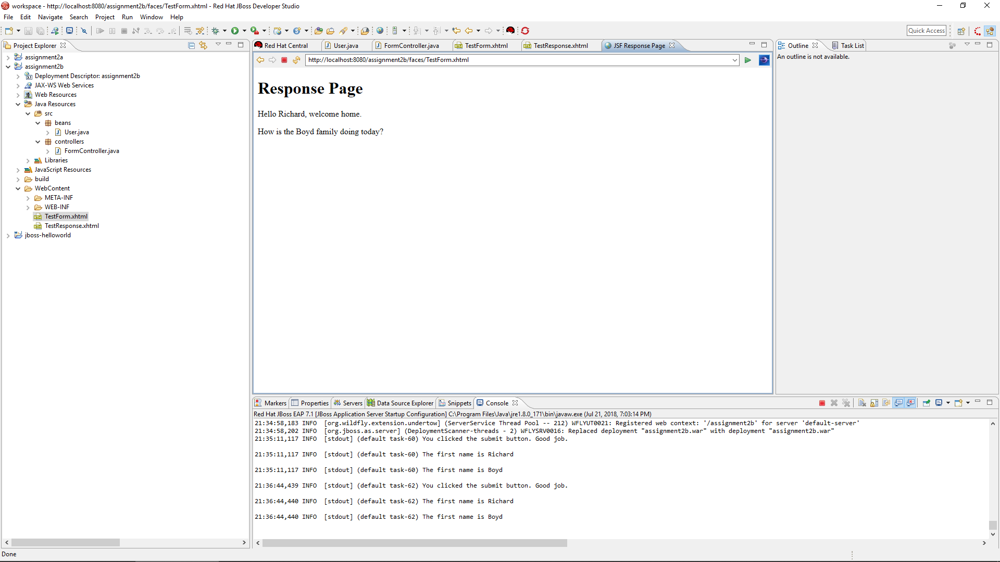 workspace - http://localhost:8080/assignment2b/faces/TestForm.xhtml - Red Hat JBoss Developer Studio
File Edit Navigate Search Project Run Window Help
Quick Access
Project Explorer
assignment2a
assignment2b
Deployment Descriptor: assignment2b
JAX-WS Web Services
Web Resources
Java Resources
src
beans
User.java
controllers
FormController.java
Libraries
JavaScript Resources
build
WebContent
META-INF
WEB-INF
TestForm.xhtml
TestResponse.xhtml
jboss-helloworld
Red Hat Central User.java FormController.java TestForm.xhtml TestResponse.xhtml JSF Response Page
http://localhost:8080/assignment2b/faces/TestForm.xhtml
Response Page
Hello Richard, welcome home.
How is the Boyd family doing today?
Outline Task List
An outline is not available.
Markers Properties Servers Data Source Explorer Snippets Console
Red Hat JBoss EAP 7.1 [JBoss Application Server Startup Configuration] C:\Program Files\Java\jre1.8.0_171\bin\javaw.exe (Jul 21, 2018, 7:03:14 PM)
21:34:58,183 INFO [org.wildfly.extension.undertow] (ServerService Thread Pool -- 212) WFLYUT0021: Registered web context: '/assignment2b' for server 'default-server'
21:34:58,202 INFO [org.jboss.as.server] (DeploymentScanner-threads - 2) WFLYSRV0016: Replaced deployment "assignment2b.war" with deployment "assignment2b.war"
21:35:11,117 INFO [stdout] (default task-60) You clicked the submit button. Good job.
21:35:11,117 INFO [stdout] (default task-60) The first name is Richard
21:35:11,117 INFO [stdout] (default task-60) The first name is Boyd
21:36:44,439 INFO [stdout] (default task-62) You clicked the submit button. Good job.
21:36:44,440 INFO [stdout] (default task-62) The first name is Richard
21:36:44,440 INFO [stdout] (default task-62) The first name is Boyd
Done